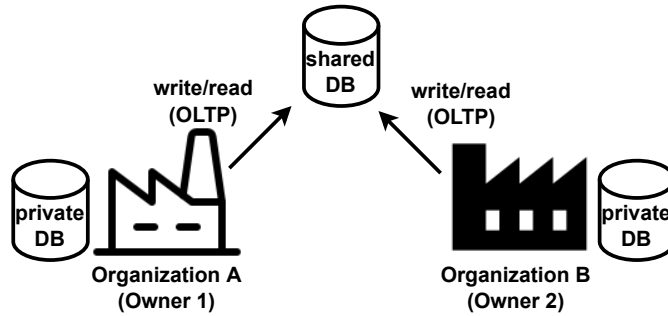 shared
DB
write/read
(OLTP)
write/read
(OLTP)
private
DB
private
DB
Organization A
(Owner 1)
Organization B
(Owner 2)